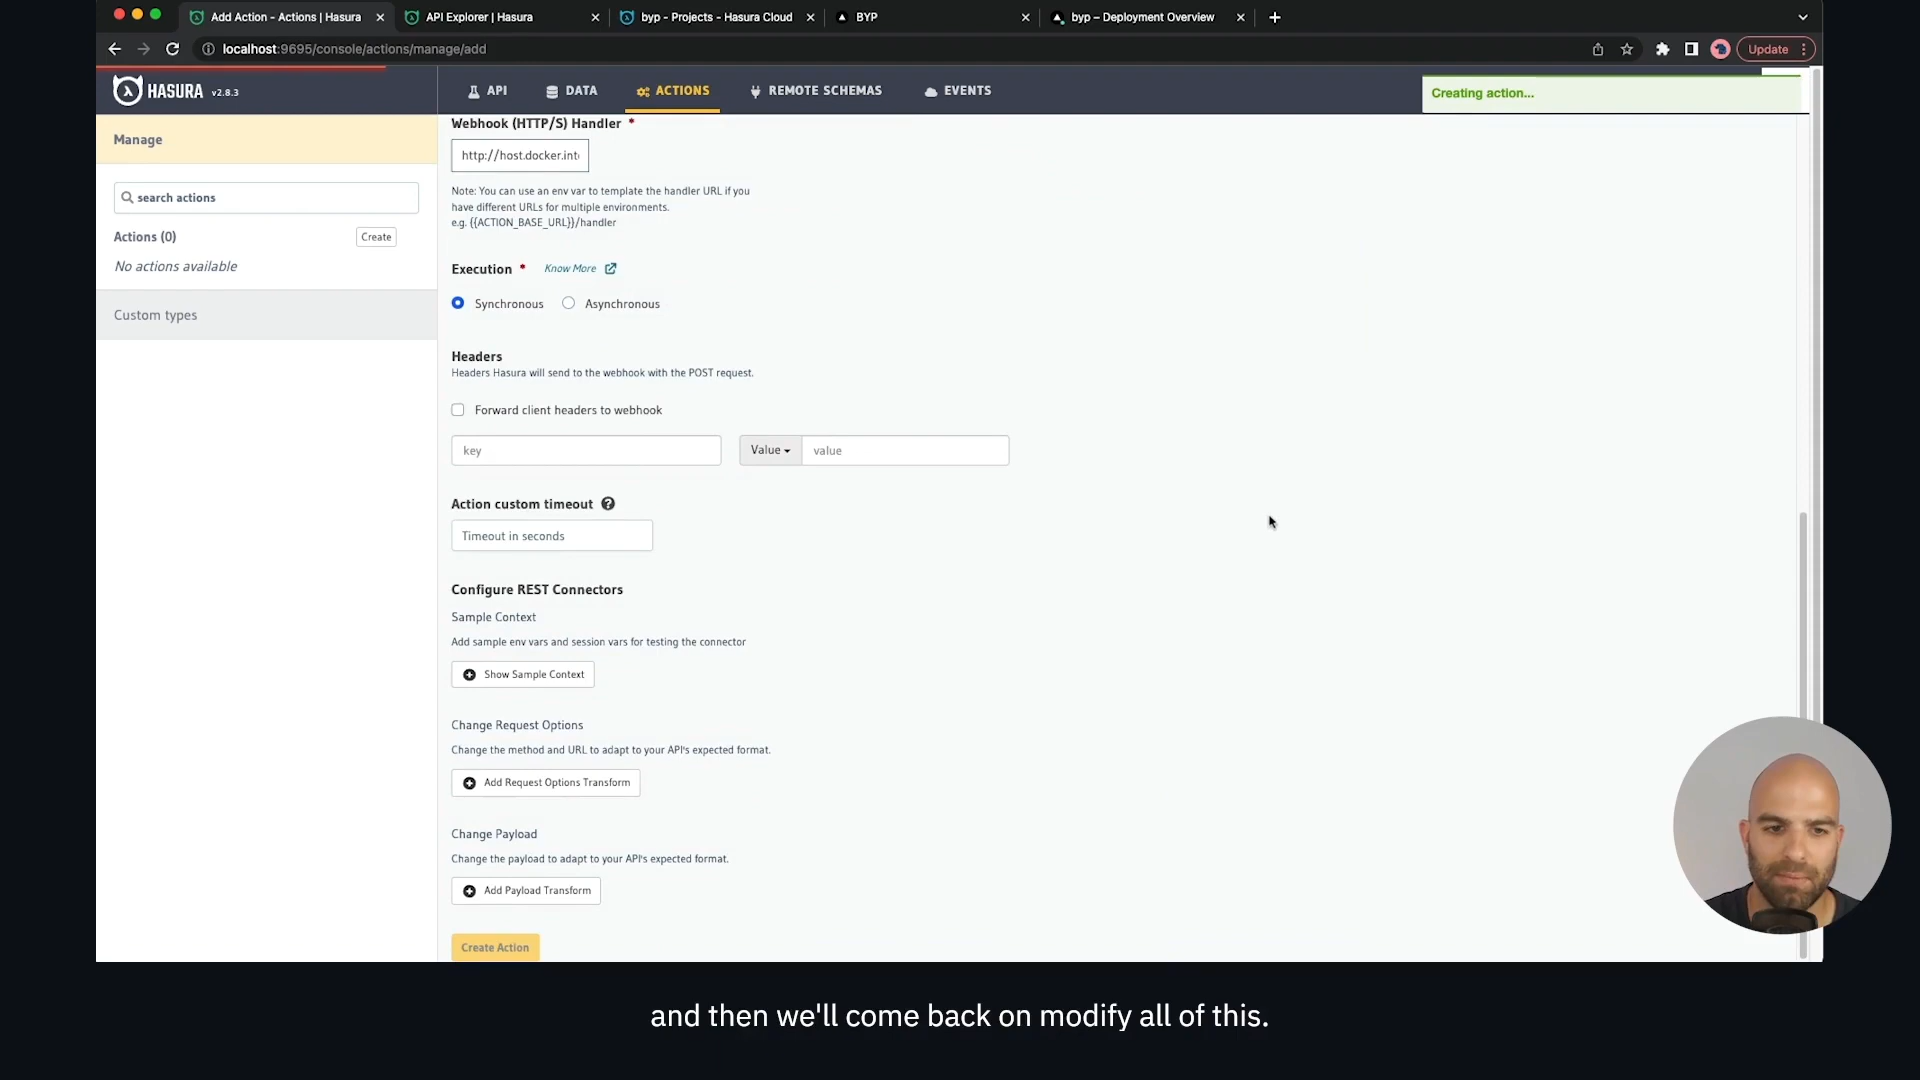 Add Action - Actions | Hasura
API Explorer | Hasura
byp - Projects - Hasura Cloud
BYP
byp – Deployment Overview
localhost:9695/console/actions/manage/add
Update
HASURA v2.8.3
API
DATA
ACTIONS
REMOTE SCHEMAS
EVENTS
Creating action...
Manage
search actions
Actions (0)
Create
No actions available
Custom types
Webhook (HTTP/S) Handler *
http://host.docker.int
Note: You can use an env var to template the handler URL if you
have different URLs for multiple environments.
e.g. {{ACTION_BASE_URL}}/handler
Execution * Know More
Synchronous Asynchronous
Headers
Headers Hasura will send to the webhook with the POST request.
Forward client headers to webhook
key Value value
Action custom timeout
Timeout in seconds
Configure REST Connectors
Sample Context
Add sample env vars and session vars for testing the connector
Show Sample Context
Change Request Options
Change the method and URL to adapt to your API's expected format.
Add Request Options Transform
Change Payload
Change the payload to adapt to your API's expected format.
Add Payload Transform
Create Action
and then we'll come back on modify all of this.